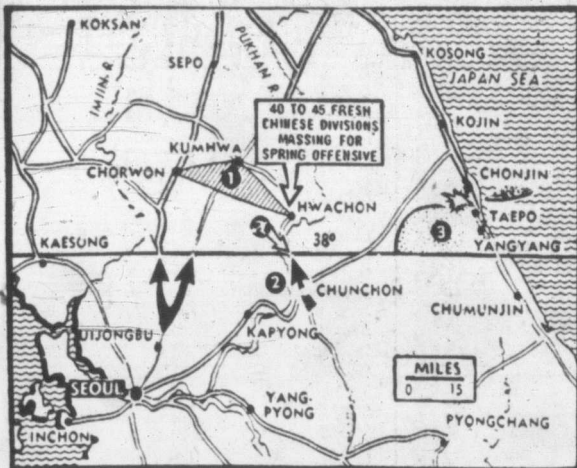 KOKSAN
SEPO
IMJIN R.
PUKHAN R.
KOSONG
JAPAN SEA
40 TO 45 FRESH
CHINESE DIVISIONS
MASSING FOR
SPRING OFFENSIVE
KOJIN
KUMHWA
1
CHORWON
CHONJIN
HWACHON
TAEPO
3
YANGYANG
KAESUNG
38°
2
CHUNCHON
CHUMUNJIN
UIJONGBU
KAPYONG
MILES
0 15
SEOUL
YANG-
PYONG
PYONGCHANG
INCHON